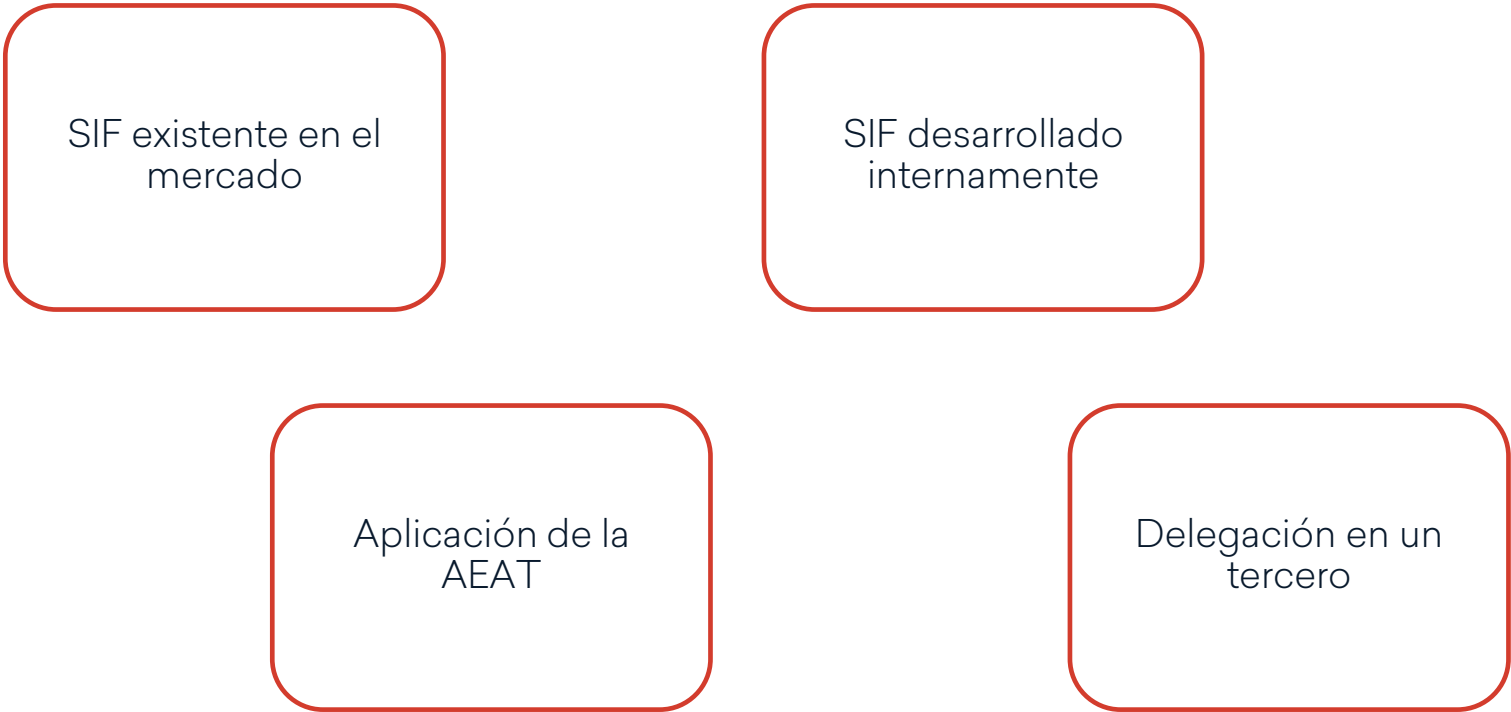 SIF existente en el
mercado
SIF desarrollado
internamente
Aplicación de la
AEAT
Delegación en un
tercero